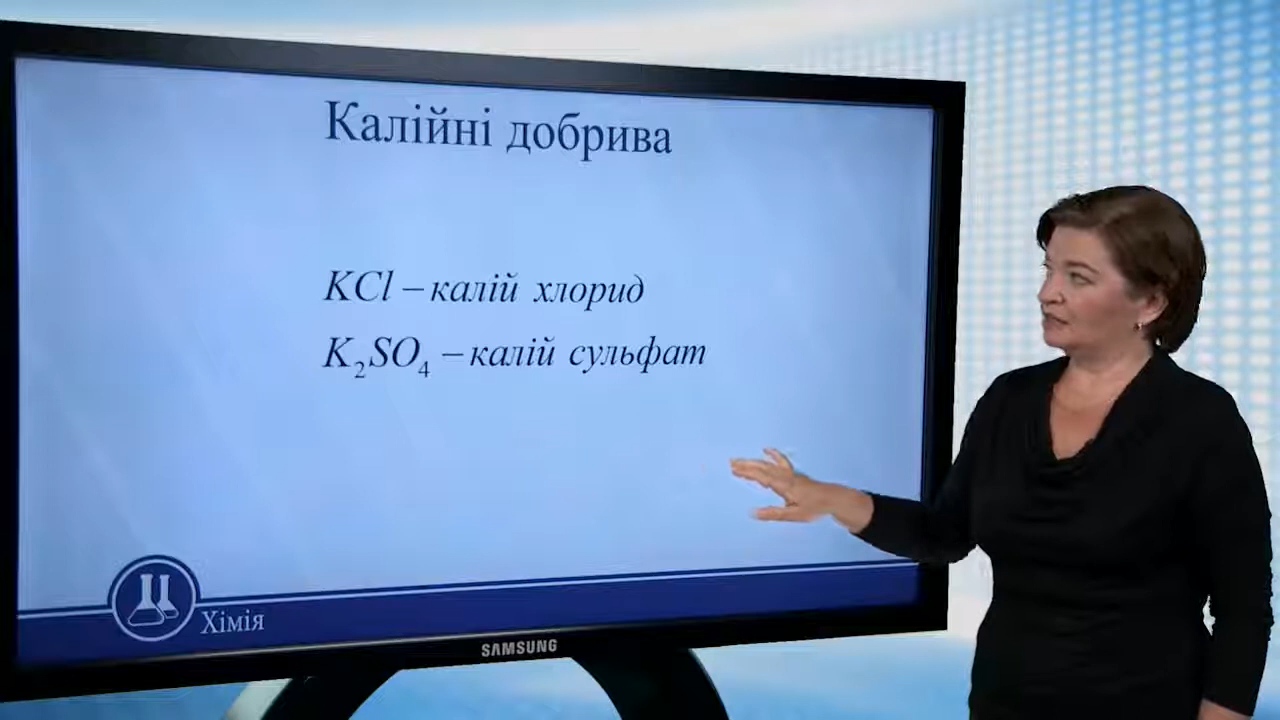 Калійні добрива
KCl – калій хлорид
K₂SO₄ – калій сульфат
Хімія
SAMSUNG